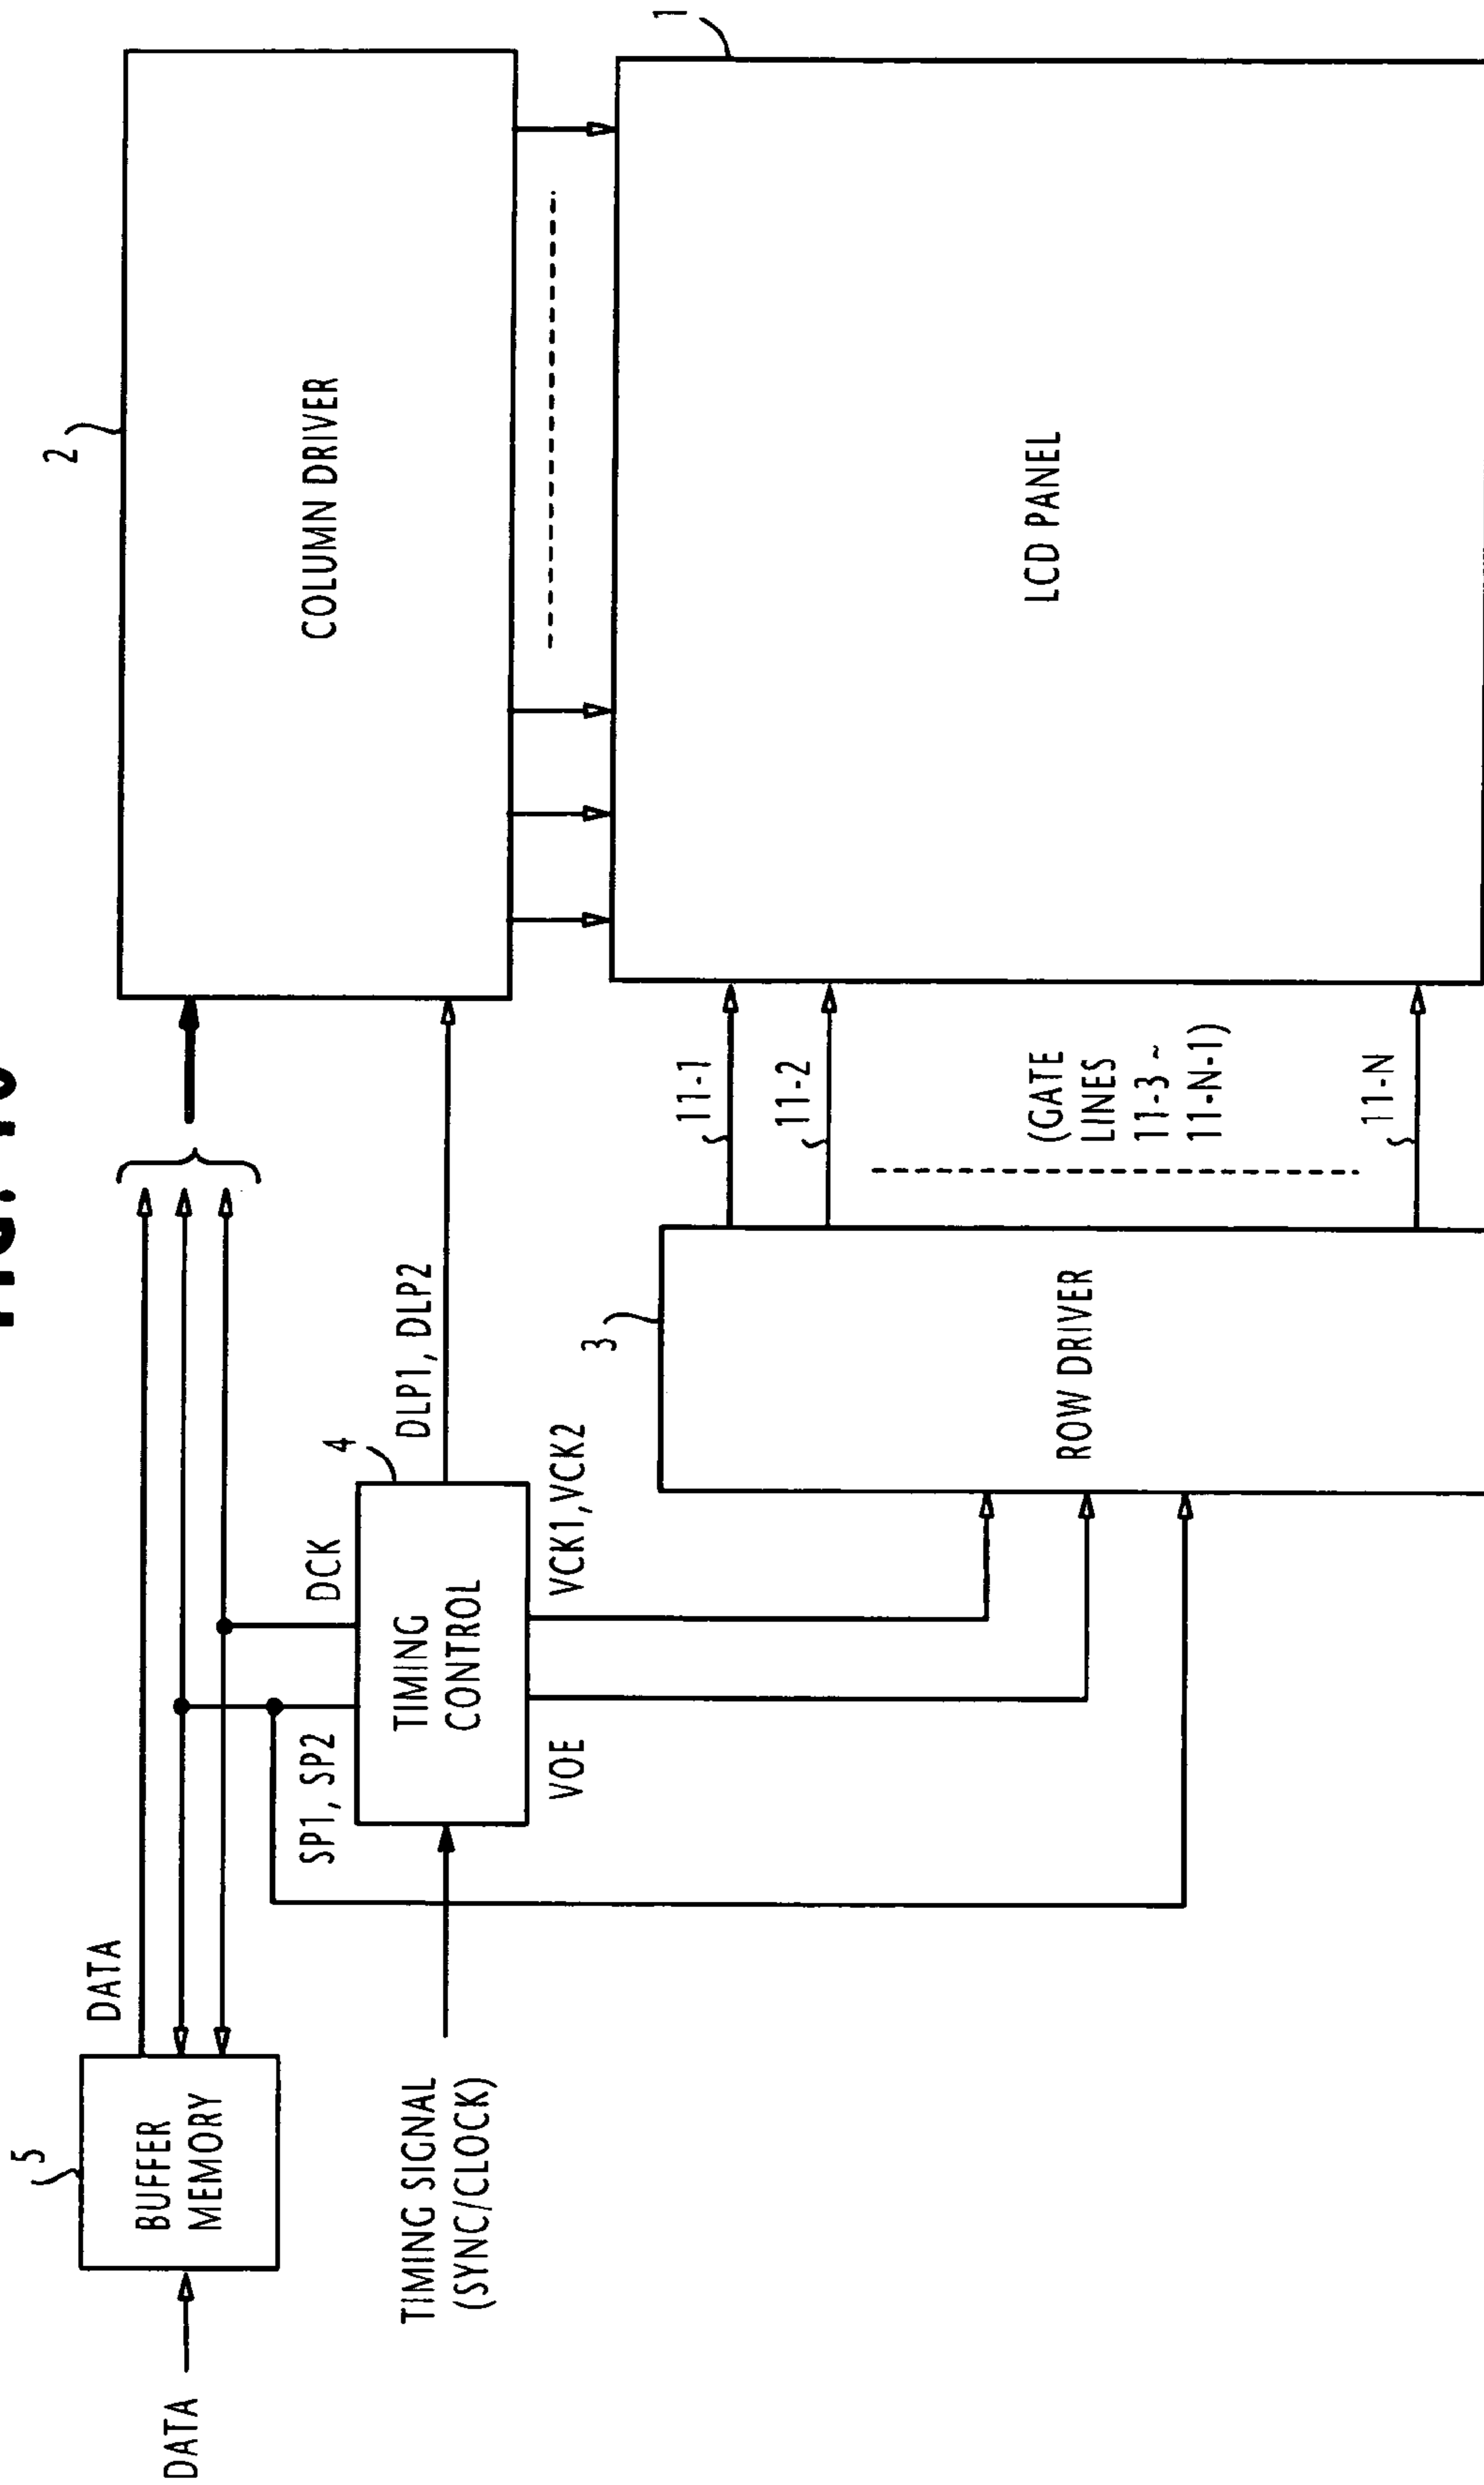 5
BUFFER
MEMORY
DATA
DATA
2
COLUMN DRIVER
SP1, SP2
DCK
4
TIMING
CONTROL
TIMING SIGNAL
(SYNC/CLOCK)
DLP1, DLP2
VOE
VCK1,VCK2
3
ROW DRIVER
1
LCD PANEL
11-1
11-2
(GATE
LINES
11-3 ~
11-N-1)
11-N